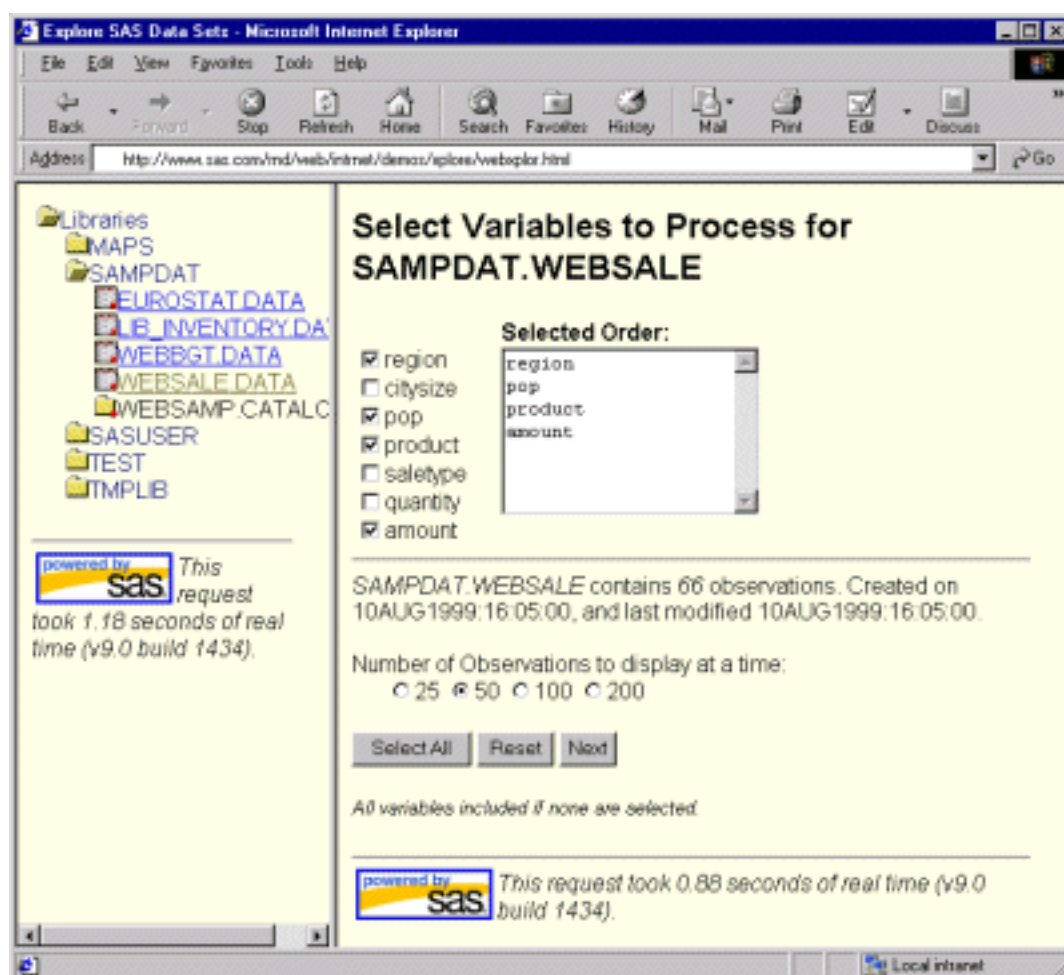 Explore SAS Data Sets - Microsoft Internet Explorer
File Edit View Favorites Tools Help
Back Forward Stop Refresh Home Search Favorites History Mail Print Edit Discuss
Address http://www.sas.com/rnd/web/intrnet/demos/xplore/webxplor.html Go
Libraries
MAPS
SAMPDAT
EUROSTAT.DATA
LIB_INVENTORY.DA
WEBBGT.DATA
WEBSALE.DATA
WEBSAMP.CATALO
SASUSER
TEST
TMPLIB
powered by sas This
request
took 1.18 seconds of real
time (v9.0 build 1434).
Select Variables to Process for
SAMPDAT.WEBSALE
region
citysize
pop
product
saletype
quantity
amount
Selected Order:
region
pop
product
amount
SAMPDAT.WEBSALE contains 66 observations. Created on
10AUG1999:16:05:00, and last modified 10AUG1999:16:05:00.
Number of Observations to display at a time:
25 50 100 200
Select All Reset Next
All variables included if none are selected.
powered by sas This request took 0.88 seconds of real time (v9.0
build 1434).
Local intranet